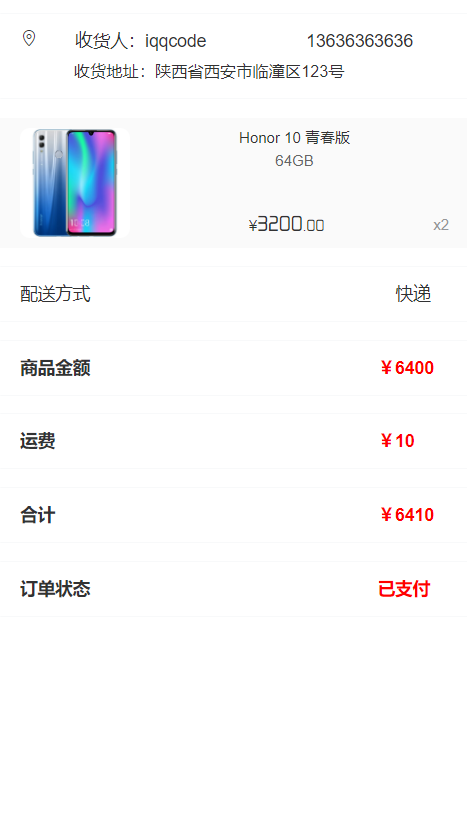 收货人：iqqcode 13636363636
收货地址：陕西省西安市临潼区123号
Honor 10 青春版
64GB
¥3200.00 x2
配送方式 快递
商品金额 ￥6400
运费 ￥10
合计 ￥6410
订单状态 已支付